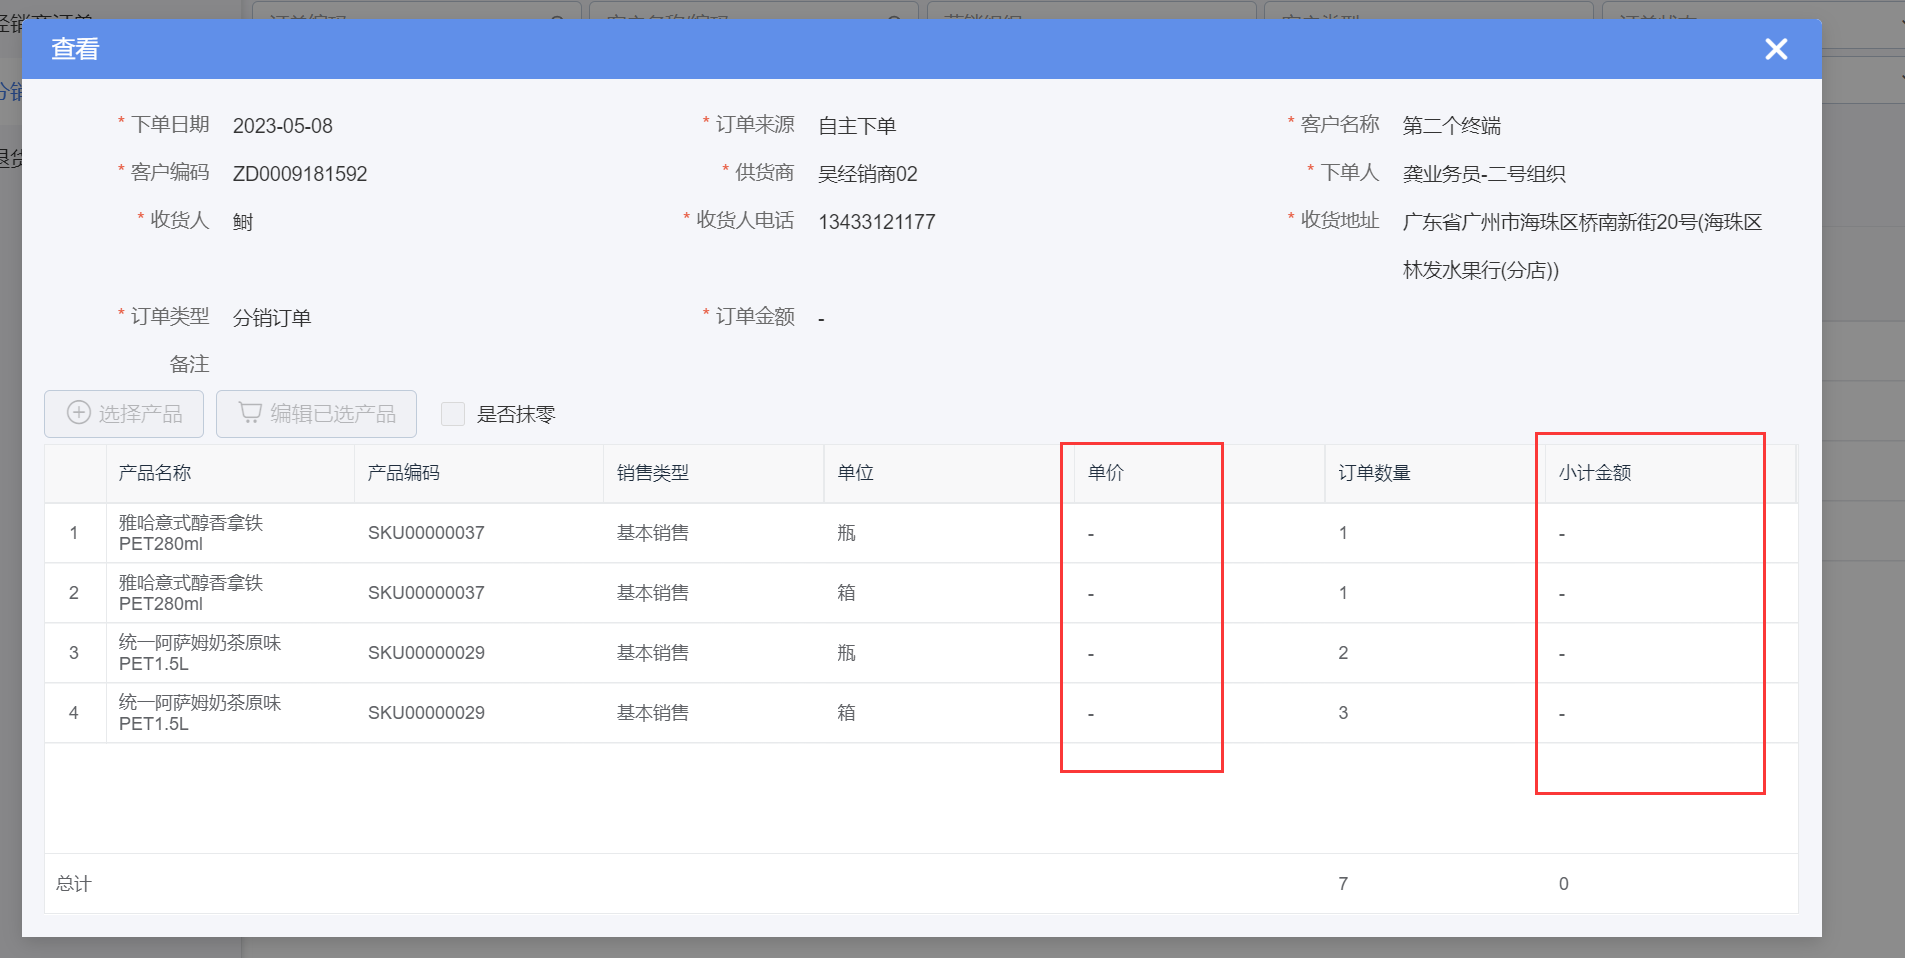 查看
* 下单日期 2023-05-08 * 订单来源 自主下单 * 客户名称 第二个终端
* 客户编码 ZD0009181592 * 供货商 吴经销商02 * 下单人 龚业务员-二号组织
* 收货人 鲥 * 收货人电话 13433121177 * 收货地址 广东省广州市海珠区桥南新街20号(海珠区
林发水果行(分店))
* 订单类型 分销订单 * 订单金额 -
备注
选择产品 编辑已选产品 是否抹零
产品名称 产品编码 销售类型 单位 单价 订单数量 小计金额
1 雅哈意式醇香拿铁 SKU00000037 基本销售 瓶 - 1 -
PET280ml
2 雅哈意式醇香拿铁 SKU00000037 基本销售 箱 - 1 -
PET280ml
3 统一阿萨姆奶茶原味 SKU00000029 基本销售 瓶 - 2 -
PET1.5L
4 统一阿萨姆奶茶原味 SKU00000029 基本销售 箱 - 3 -
PET1.5L
总计 7 0